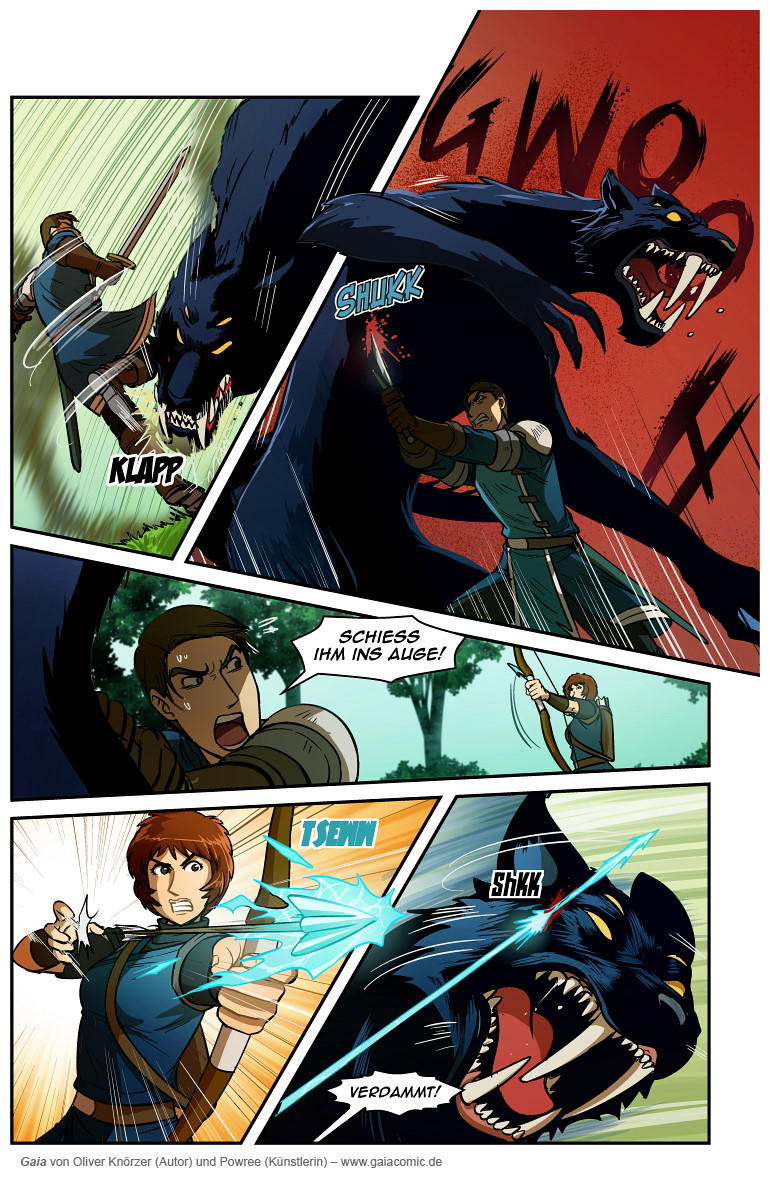 KLAPP
GWOOH
SHUKK
SCHIESS
IHM INS AUGE!
TSEWW
SHKK
VERDAMMT!
Gaia von Oliver Knörzer (Autor) und Powree (Künstlerin) – www.gaiacomic.de